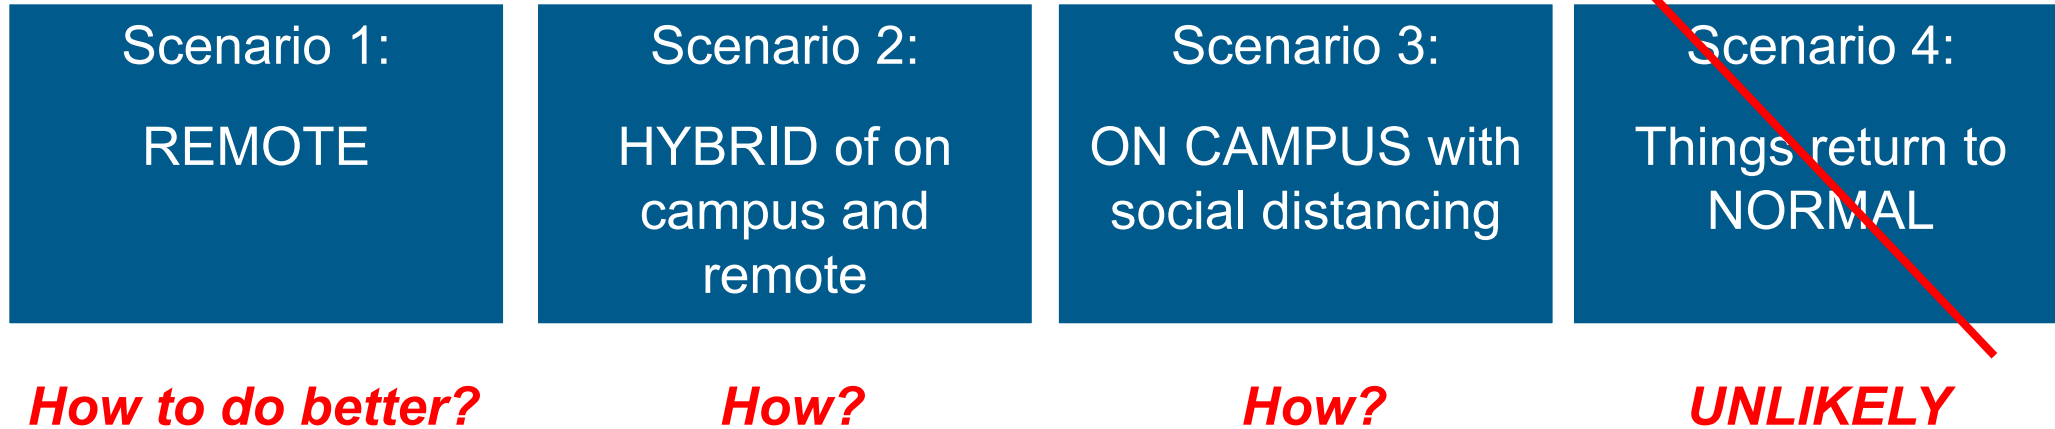 Scenario 1:
REMOTE
Scenario 2:
HYBRID of on
campus and
remote
Scenario 3:
ON CAMPUS with
social distancing
Scenario 4:
Things return to
NORMAL
How to do better?
How?
How?
UNLIKELY